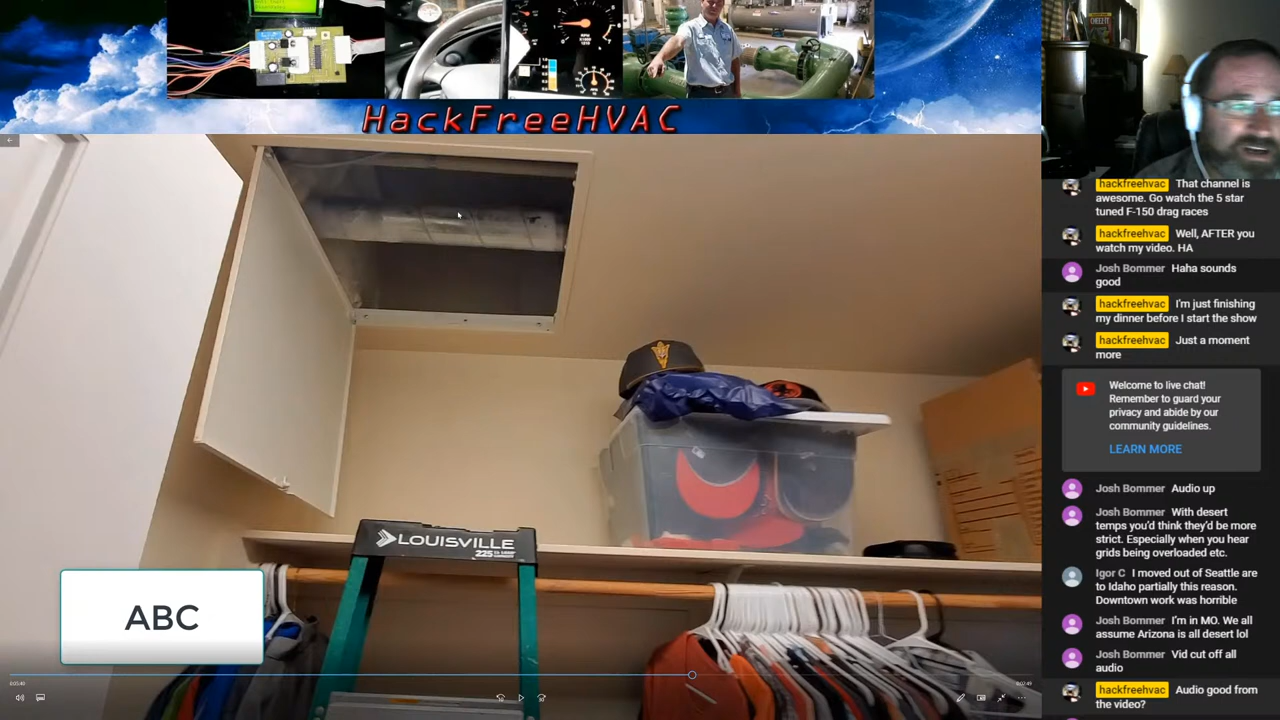 HackFreeHVAC
LOUISVILLE
225
ABC
hackfreehvac That channel is
awesome. Go watch the 5 star
tuned F-150 drag races
hackfreehvac Well, AFTER you
watch my video. HA
Josh Bommer Haha sounds
good
hackfreehvac I'm just finishing
my dinner before I start the show
hackfreehvac Just a moment
more
Welcome to live chat!
Remember to guard your
privacy and abide by our
community guidelines.
LEARN MORE
Josh Bommer Audio up
Josh Bommer With desert
temps you'd think they'd be more
strict. Especially when you hear
grids being overloaded etc.
Igor C I moved out of Seattle are
to Idaho partially this reason.
Downtown work was horrible
Josh Bommer I'm in MO. We all
assume Arizona is all desert lol
Josh Bommer Vid cut off all
audio
hackfreehvac Audio good from
the video?